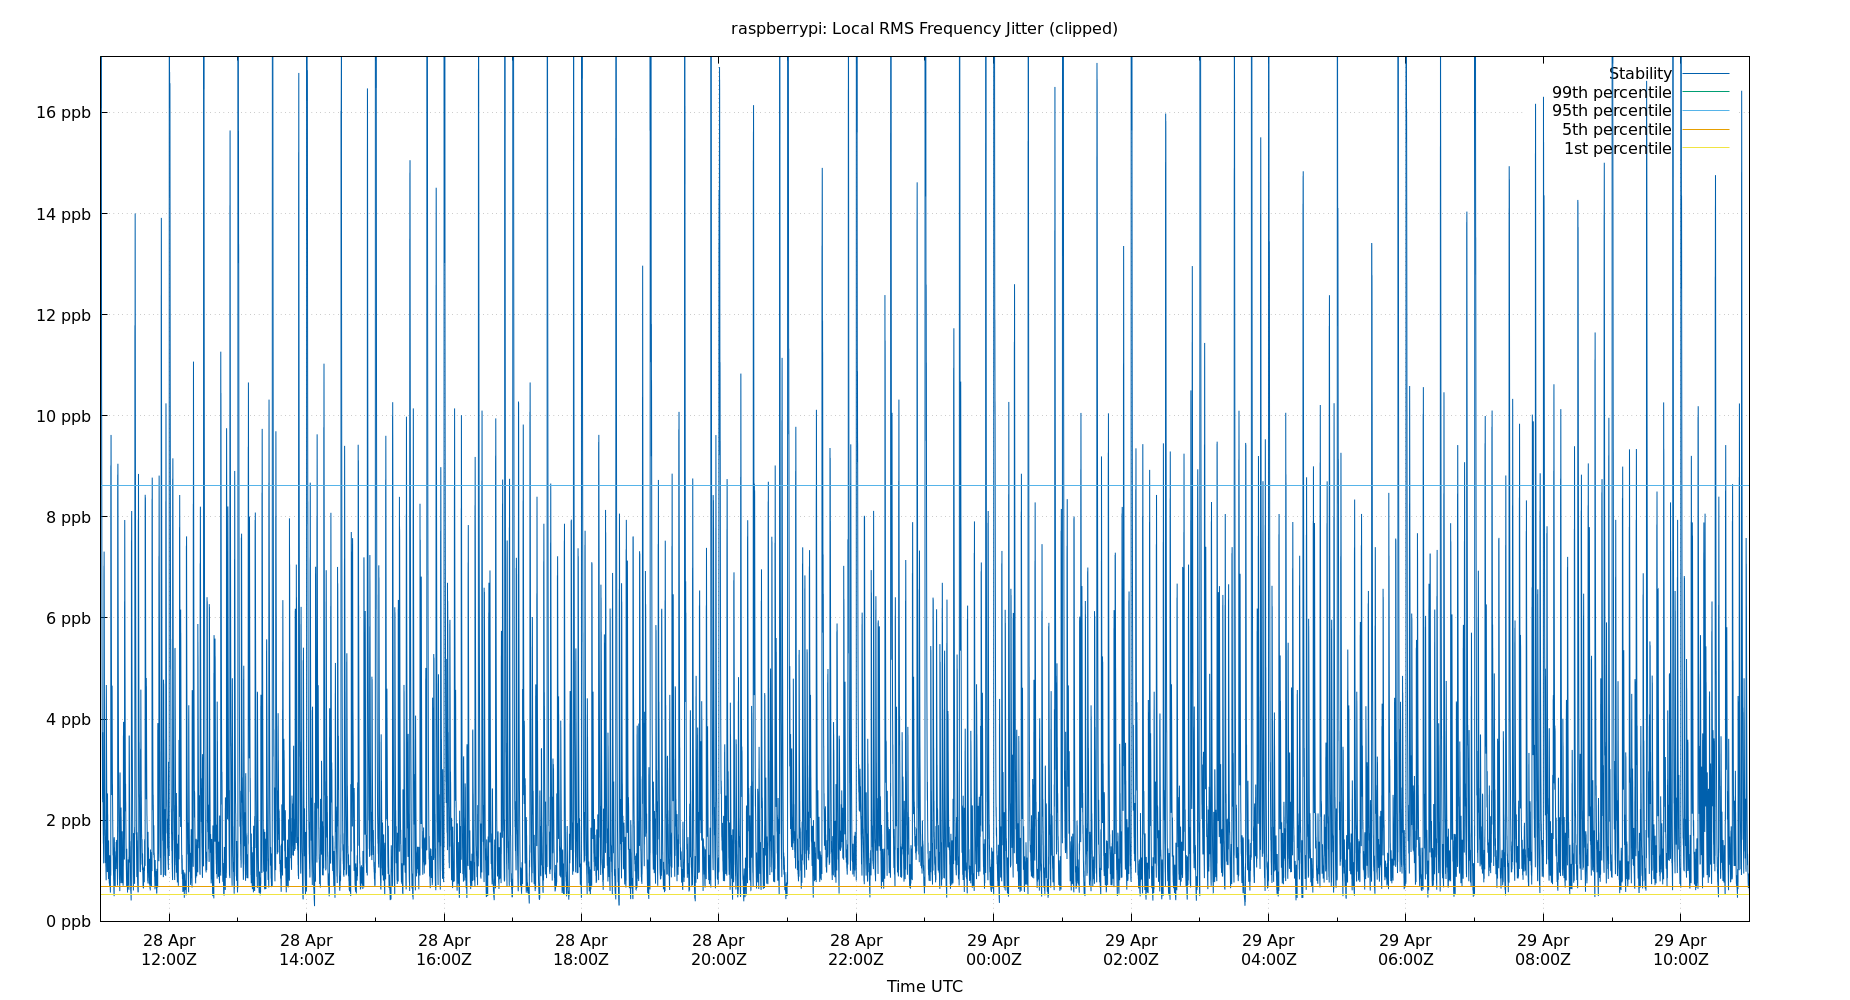 raspberrypi: Local RMS Frequency Jitter (clipped)
Stability
99th percentile
95th percentile
5th percentile
1st percentile
16 ppb
14 ppb
12 ppb
10 ppb
8 ppb
6 ppb
4 ppb
2 ppb
0 ppb
28 Apr 28 Apr 28 Apr 28 Apr 28 Apr 28 Apr 29 Apr 29 Apr 29 Apr 29 Apr 29 Apr 29 Apr
12:00Z 14:00Z 16:00Z 18:00Z 20:00Z 22:00Z 00:00Z 02:00Z 04:00Z 06:00Z 08:00Z 10:00Z
Time UTC